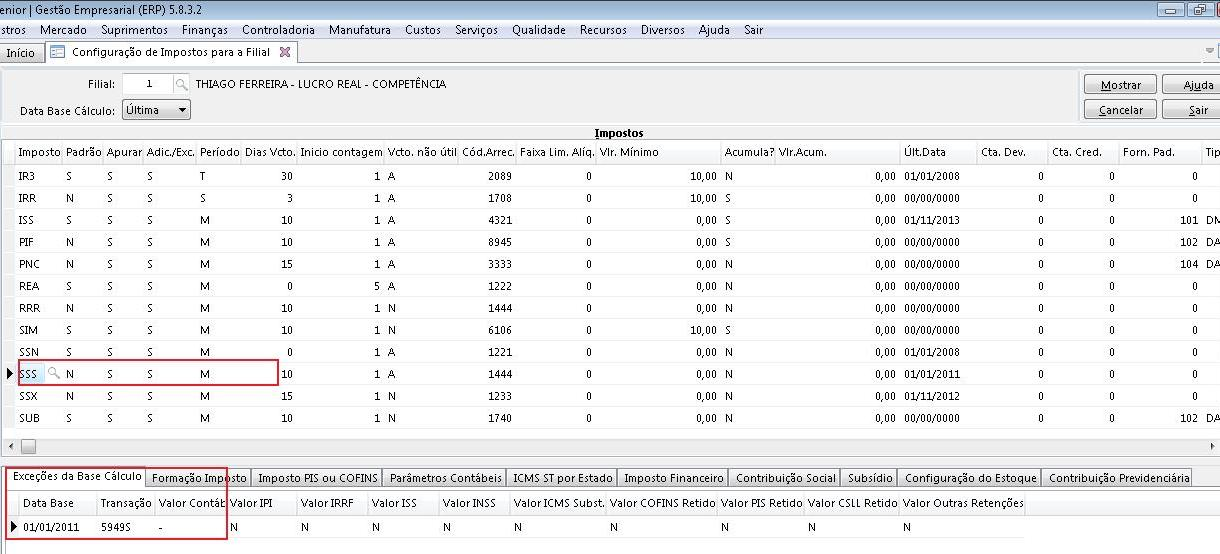 enior | Gestão Empresarial (ERP) 5.8.3.2
stros Mercado Suprimentos Finanças Controladoria Manufatura Custos Serviços Qualidade Recursos Diversos Ajuda Sair
Início Configuração de Impostos para a Filial
Filial: 1 THIAGO FERREIRA - LUCRO REAL - COMPETÊNCIA Mostrar Ajuda
Data Base Cálculo: Última Cancelar Sair
Impostos
Imposto Padrão Apurar Adic./Exc. Período Dias Vcto. Inicio contagem Vcto. não útil Cód.Arrec. Faixa Lim. Alíq. Vlr. Mínimo Acumula? Vlr.Acum. Últ.Data Cta. Dev. Cta. Cred. Forn. Pad. Tip
IR3 S S S T 30 1 A 2089 0 10,00 N 0,00 01/01/2008 0 0 0
IRR N S S S 3 1 A 1708 0 10,00 S 0,00 00/00/0000 0 0 0
ISS S S S M 10 1 A 4321 0 0,00 S 0,00 01/11/2013 0 0 101 DM
PIF N S S M 10 1 A 8945 0 0,00 S 0,00 00/00/0000 0 0 102 DA
PNC N S S M 15 1 A 3333 0 0,00 N 0,00 00/00/0000 0 0 104 DA
REA S S S M 0 5 A 1222 0 0,00 N 0,00 00/00/0000 0 0 0
RRR N S S M 10 1 N 1444 0 0,00 N 0,00 00/00/0000 0 0 0
SIM S S S M 10 1 N 6106 0 10,00 S 0,00 00/00/0000 0 0 0
SSN S S S M 0 1 A 1221 0 0,00 N 0,00 01/01/2008 0 0 0
SSS N S S M 10 1 A 1444 0 0,00 N 0,00 01/01/2011 0 0 0
SSX N S S M 15 1 N 1233 0 0,00 N 0,00 01/11/2012 0 0 0
SUB S S S M 10 1 N 1740 0 0,00 N 0,00 00/00/0000 0 0 102 DA
Exceções da Base Cálculo Formação Imposto Imposto PIS ou COFINS Parâmetros Contábeis ICMS ST por Estado Imposto Financeiro Contribuição Social Subsídio Configuração do Estoque Contribuição Previdenciária
Data Base Transação Valor Contáb Valor IPI Valor IRRF Valor ISS Valor INSS Valor ICMS Subst. Valor COFINS Retido Valor PIS Retido Valor CSLL Retido Valor Outras Retenções
01/01/2011 5949S - N N N N N N N N N